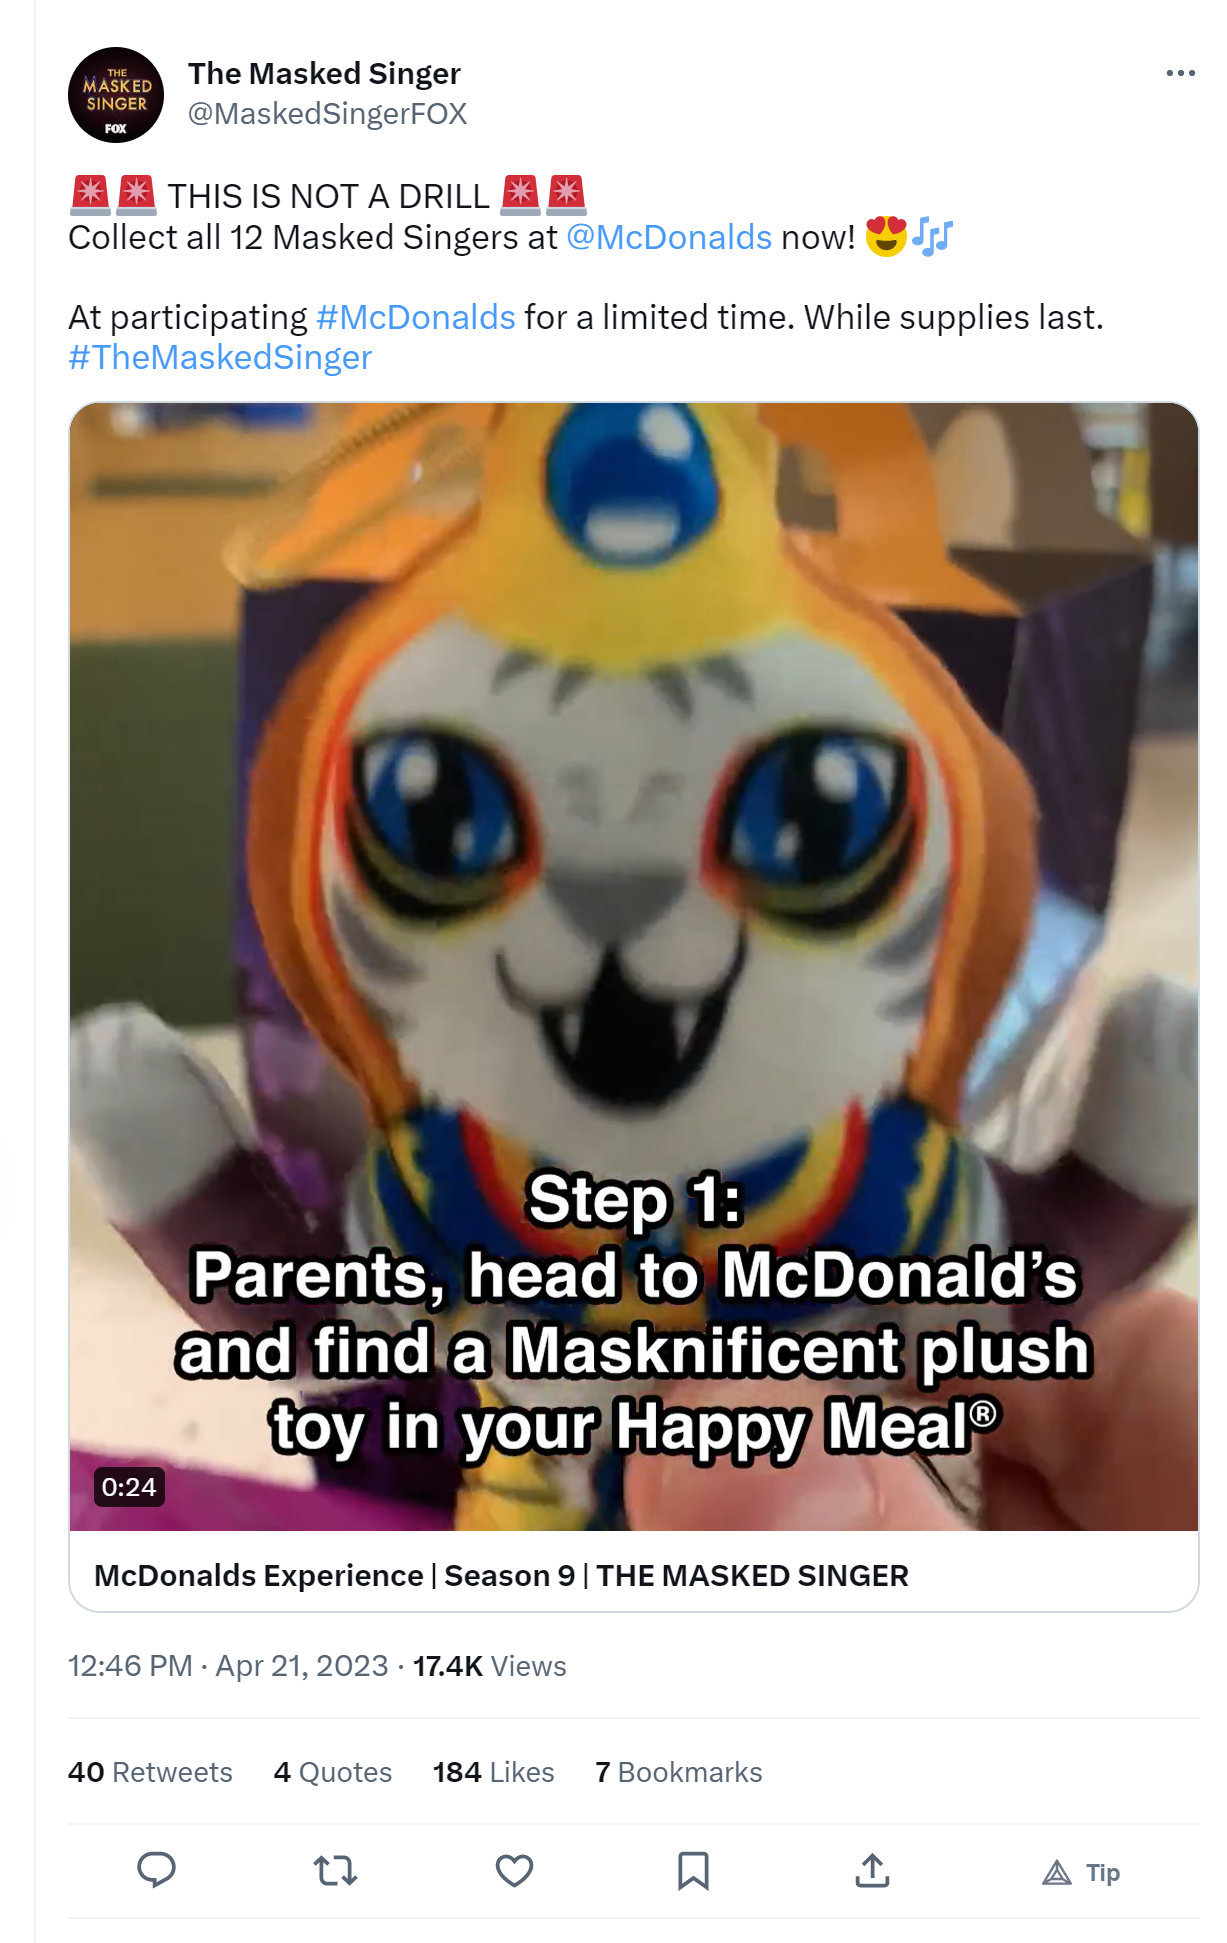 THE
MASKED
SINGER
FOX
The Masked Singer
@MaskedSingerFOX
🚨🚨 THIS IS NOT A DRILL 🚨🚨
Collect all 12 Masked Singers at @McDonalds now! 😍🎶
At participating #McDonalds for a limited time. While supplies last.
#TheMaskedSinger
Step 1:
Parents, head to McDonald’s
and find a Masknificent plush
toy in your Happy Meal®
0:24
McDonalds Experience | Season 9 | THE MASKED SINGER
12:46 PM · Apr 21, 2023 · 17.4K Views
40 Retweets 4 Quotes 184 Likes 7 Bookmarks
Tip